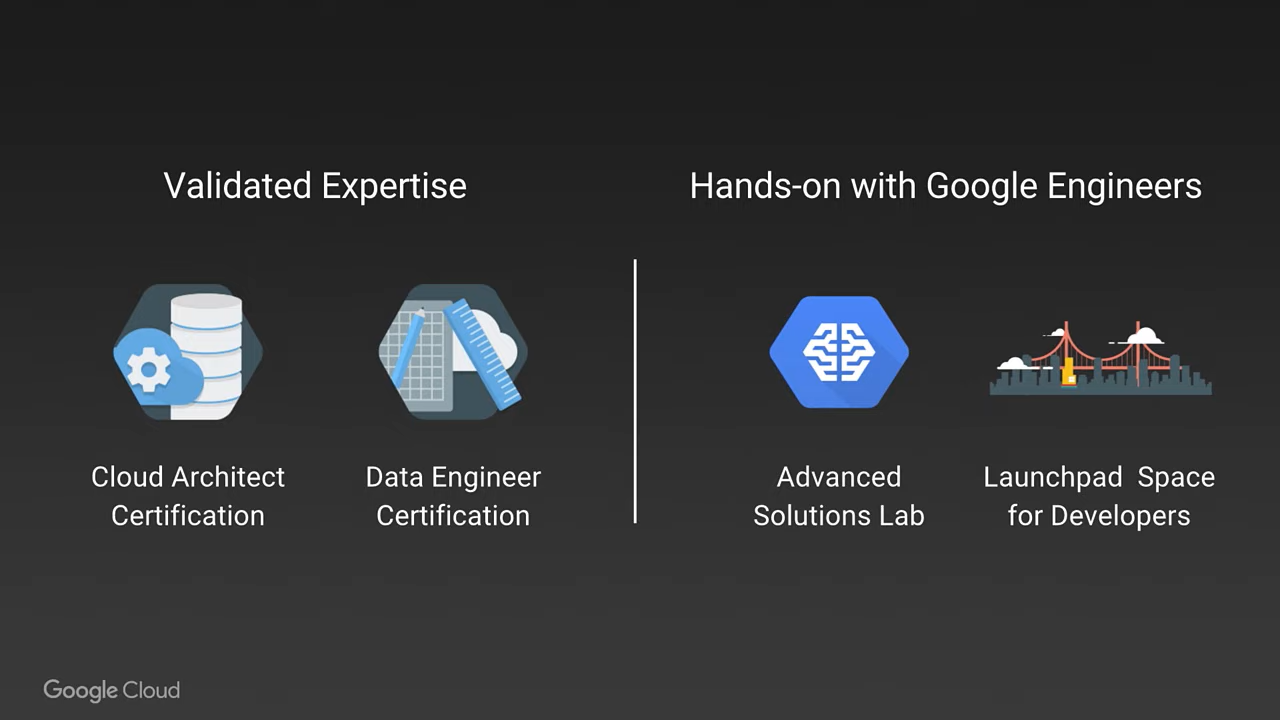 Validated Expertise
Cloud Architect
Certification
Data Engineer
Certification
Hands-on with Google Engineers
Advanced
Solutions Lab
Launchpad Space
for Developers
Google Cloud